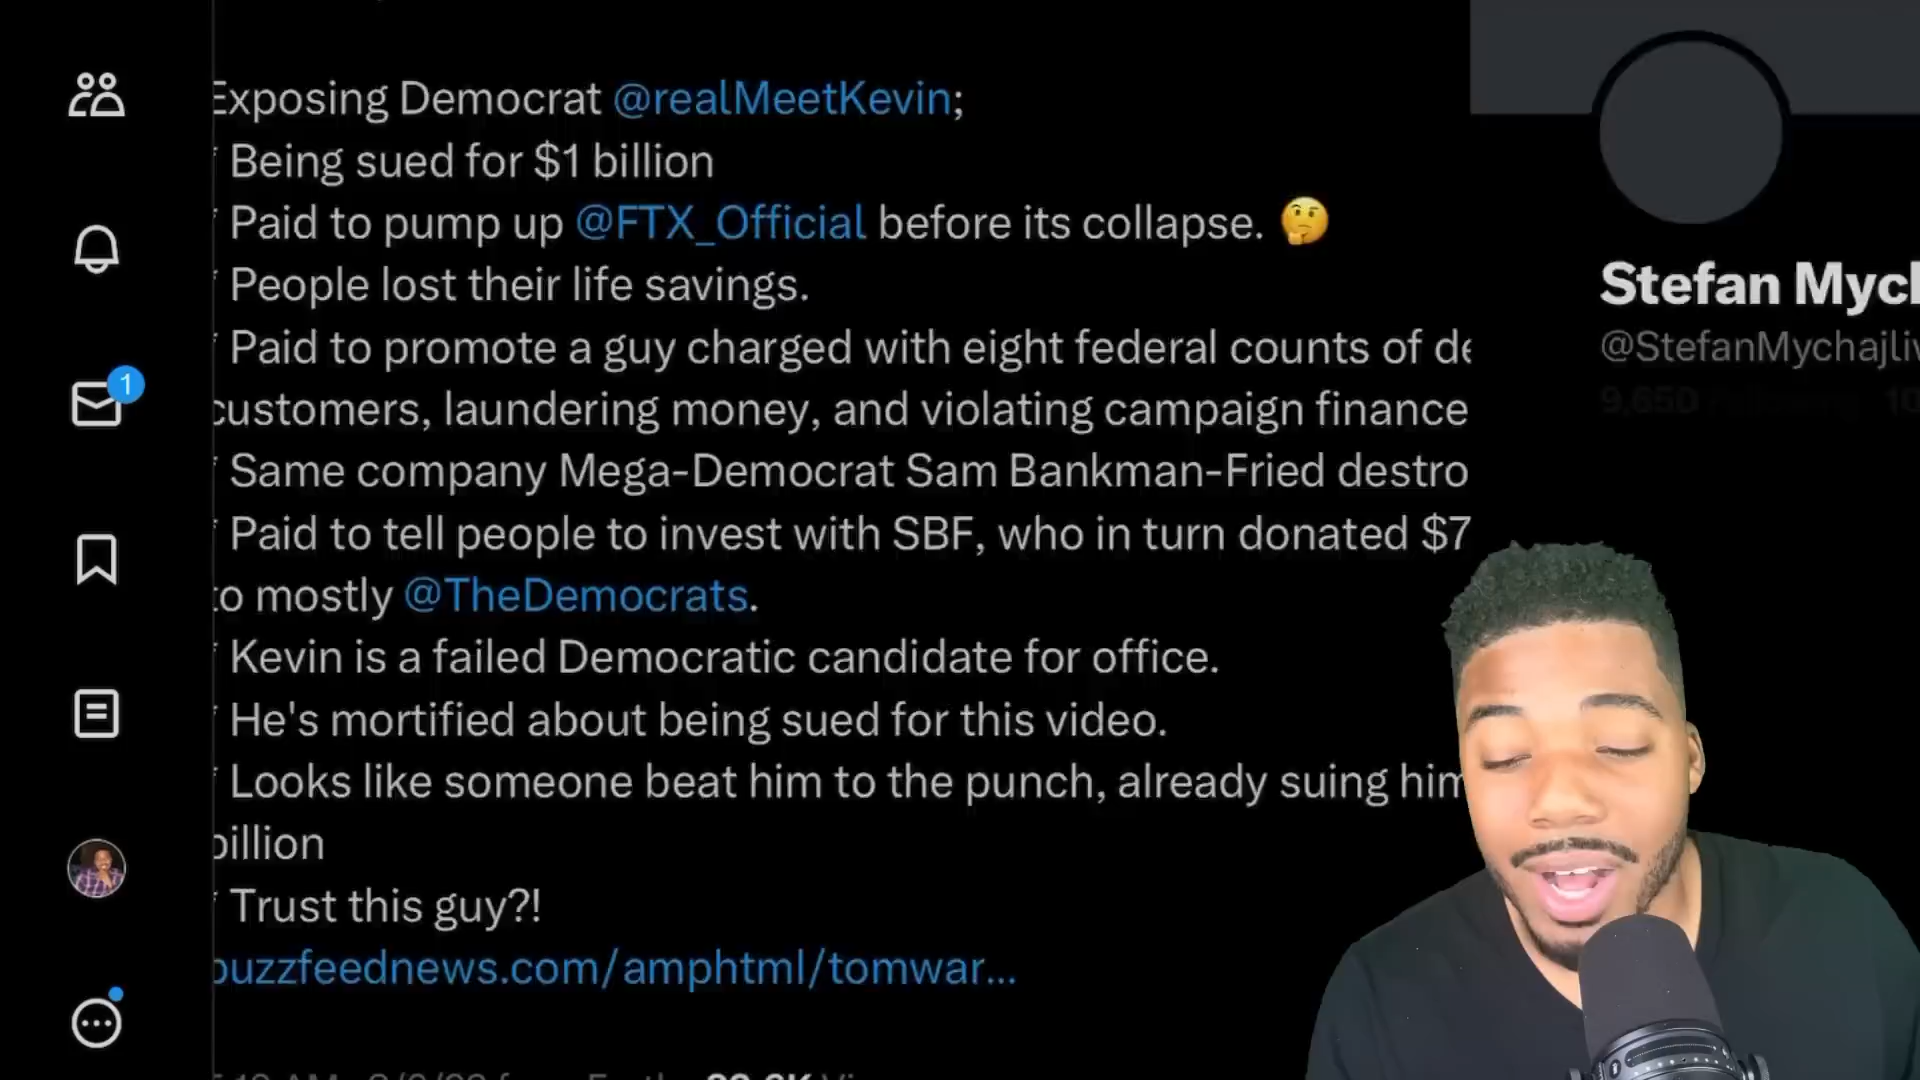 Exposing Democrat @realMeetKevin;
* Being sued for $1 billion
* Paid to pump up @FTX_Official before its collapse. 🤔
* People lost their life savings.
* Paid to promote a guy charged with eight federal counts of
customers, laundering money, and violating campaign finance
* Same company Mega-Democrat Sam Bankman-Fried
* Paid to tell people to invest with SBF, who in turn donated $7
to mostly @TheDemocrats.
* Kevin is a failed Democratic candidate for office.
* He's mortified about being sued for this video.
* Looks like someone beat him to the punch, already suing him
billion
* Trust this guy?!
buzzfeednews.com/amphtml/tomwar...
1
Stefan
9,650